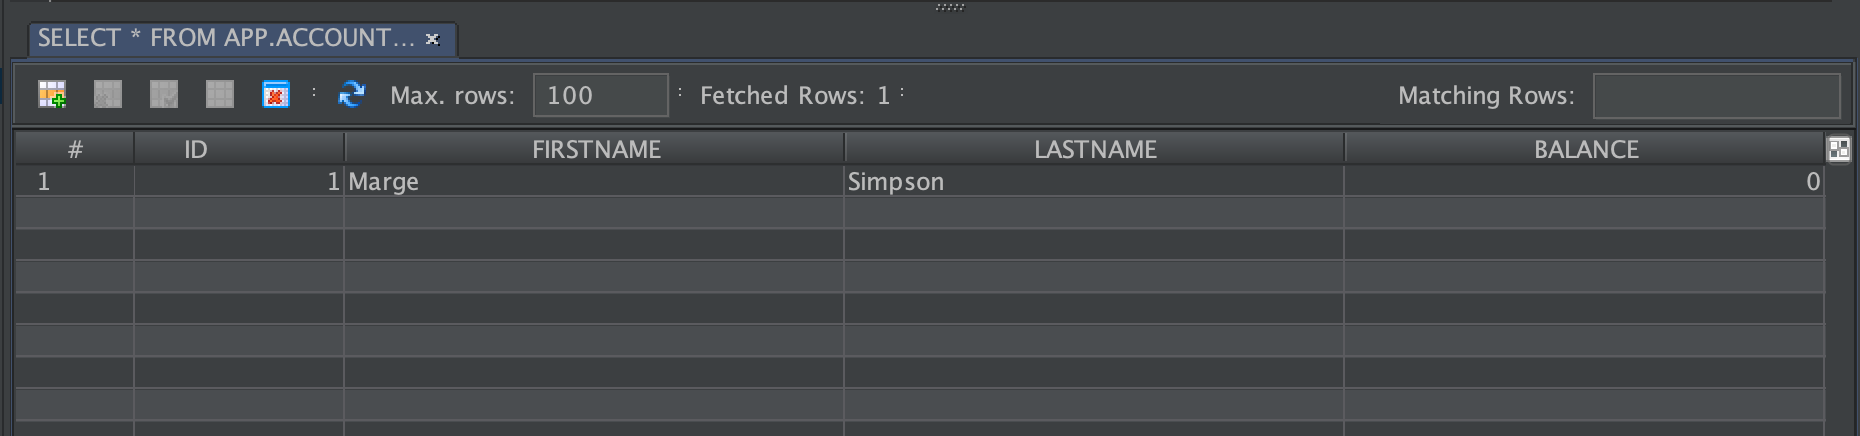 SELECT * FROM APP.ACCOUNT...
Max. rows: 100 Fetched Rows: 1 Matching Rows:
# ID FIRSTNAME LASTNAME BALANCE
1 1 Marge Simpson 0